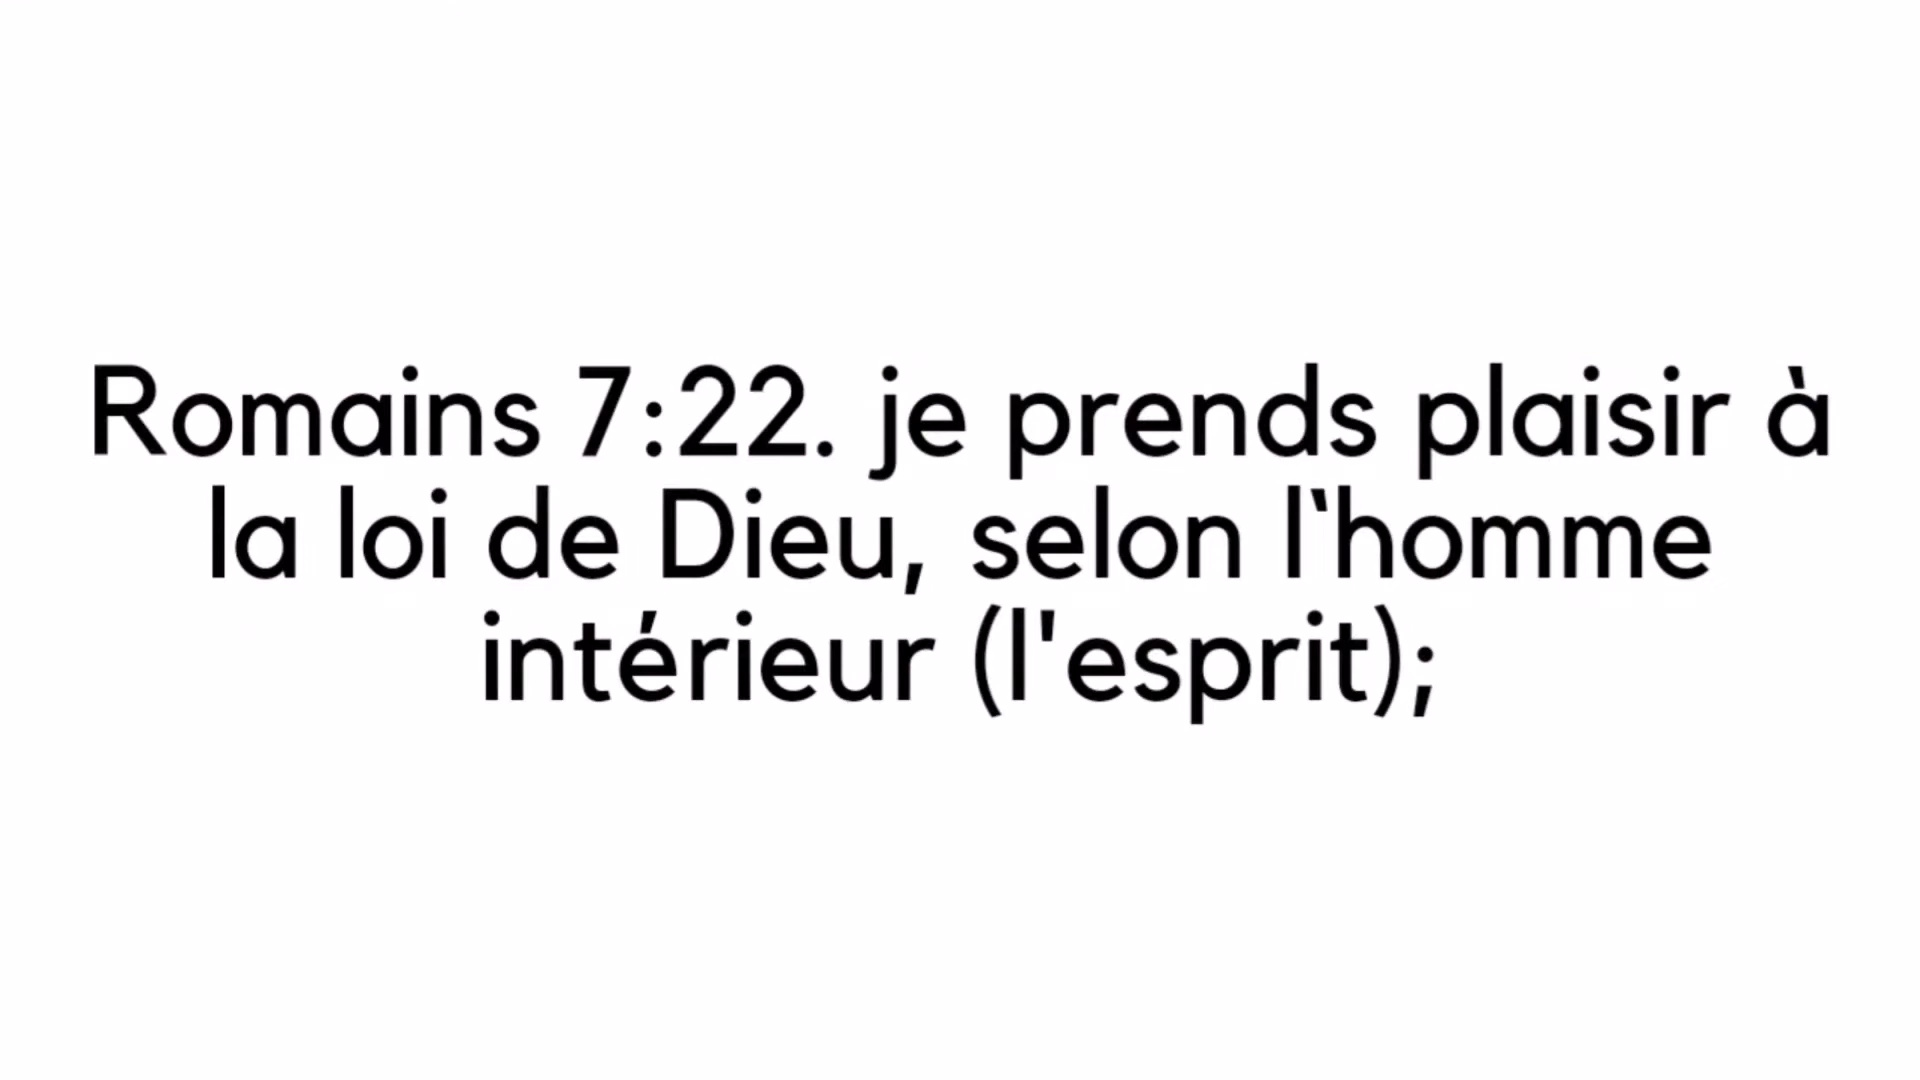 Romains 7:22. je prends plaisir à
la loi de Dieu, selon l‛homme
intérieur (l'esprit);